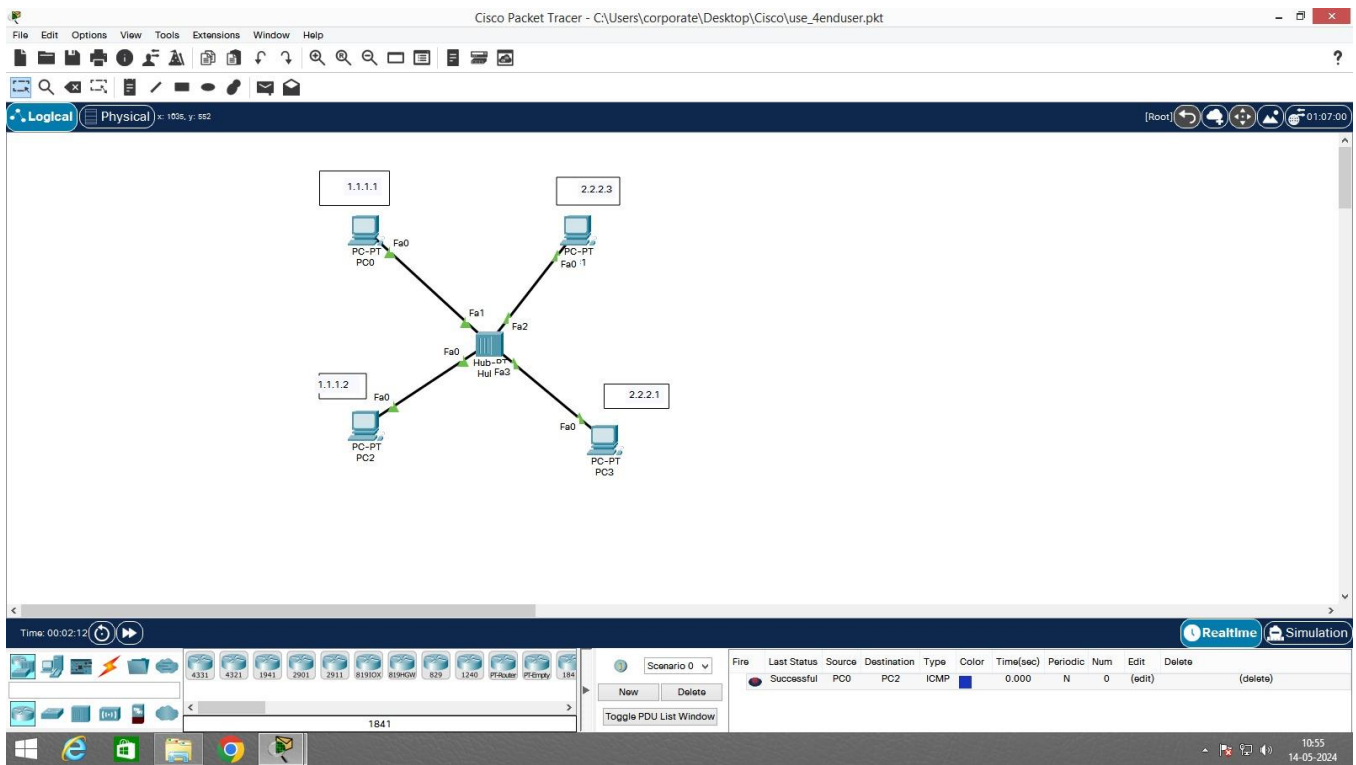 Cisco Packet Tracer - C:\Users\corporate\Desktop\Cisco\use_4enduser.pkt
File Edit Options View Tools Extensions Window Help
?
Logical Physical x: 1035, y: 552 [Root] 01:07:00
1.1.1.1
2.2.2.3
Fa0
PC-PT
PC0
PC-PT
Fa0 1
Fa1
Fa2
Fa0
Hub-PT
Hul Fa3
1.1.1.2
Fa0
2.2.2.1
Fa0
PC-PT
PC2
PC-PT
PC3
Time: 00:02:12 Realtime Simulation
4331 4321 1941 2901 2911 819IOX 819HGW 829 1240 PT-Router PT-Empty 184
1841
Scenario 0
New Delete
Toggle PDU List Window
Fire Last Status Source Destination Type Color Time(sec) Periodic Num Edit Delete
Successful PC0 PC2 ICMP 0.000 N 0 (edit) (delete)
10:55
14-05-2024